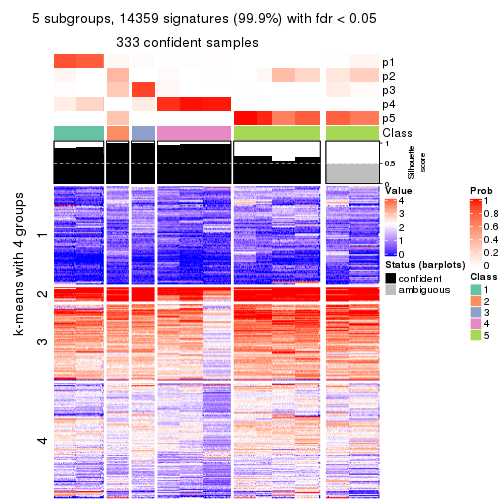 5 subgroups, 14359 signatures (99.9%) with fdr < 0.05
333 confident samples
p1
p2
p3
p4
p5
Class
1
0.5
0
Silhouette
score
k-means with 4 groups
1
2
3
4
Value
4
3
2
1
0
Status (barplots)
confident
ambiguous
Prob
1
0.8
0.6
0.4
0.2
0
Class
1
2
3
4
5